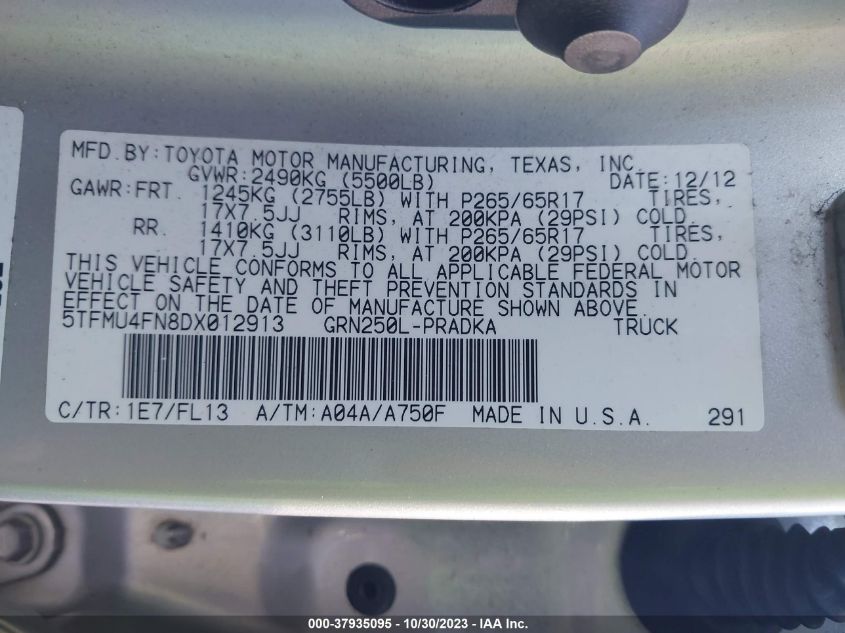 MFD. BY: TOYOTA MOTOR MANUFACTURING, TEXAS, INC.
GVWR: 2490KG (5500LB) DATE: 12/12
GAWR: FRT. 1245KG (2755LB) WITH P265/65R17 TIRES,
17X7.5JJ RIMS, AT 200KPA (29PSI) COLD.
RR. 1410KG (3110LB) WITH P265/65R17 TIRES,
17X7.5JJ RIMS, AT 200KPA (29PSI) COLD.
THIS VEHICLE CONFORMS TO ALL APPLICABLE FEDERAL MOTOR
VEHICLE SAFETY AND THEFT PREVENTION STANDARDS IN
EFFECT ON THE DATE OF MANUFACTURE SHOWN ABOVE.
5TFMU4FN8DX012913 GRN250L-PRADKA TRUCK
C/TR: 1E7/FL13 A/TM: A04A/A750F MADE IN U.S.A. 291
000-37935095 - 10/30/2023 - IAA Inc.